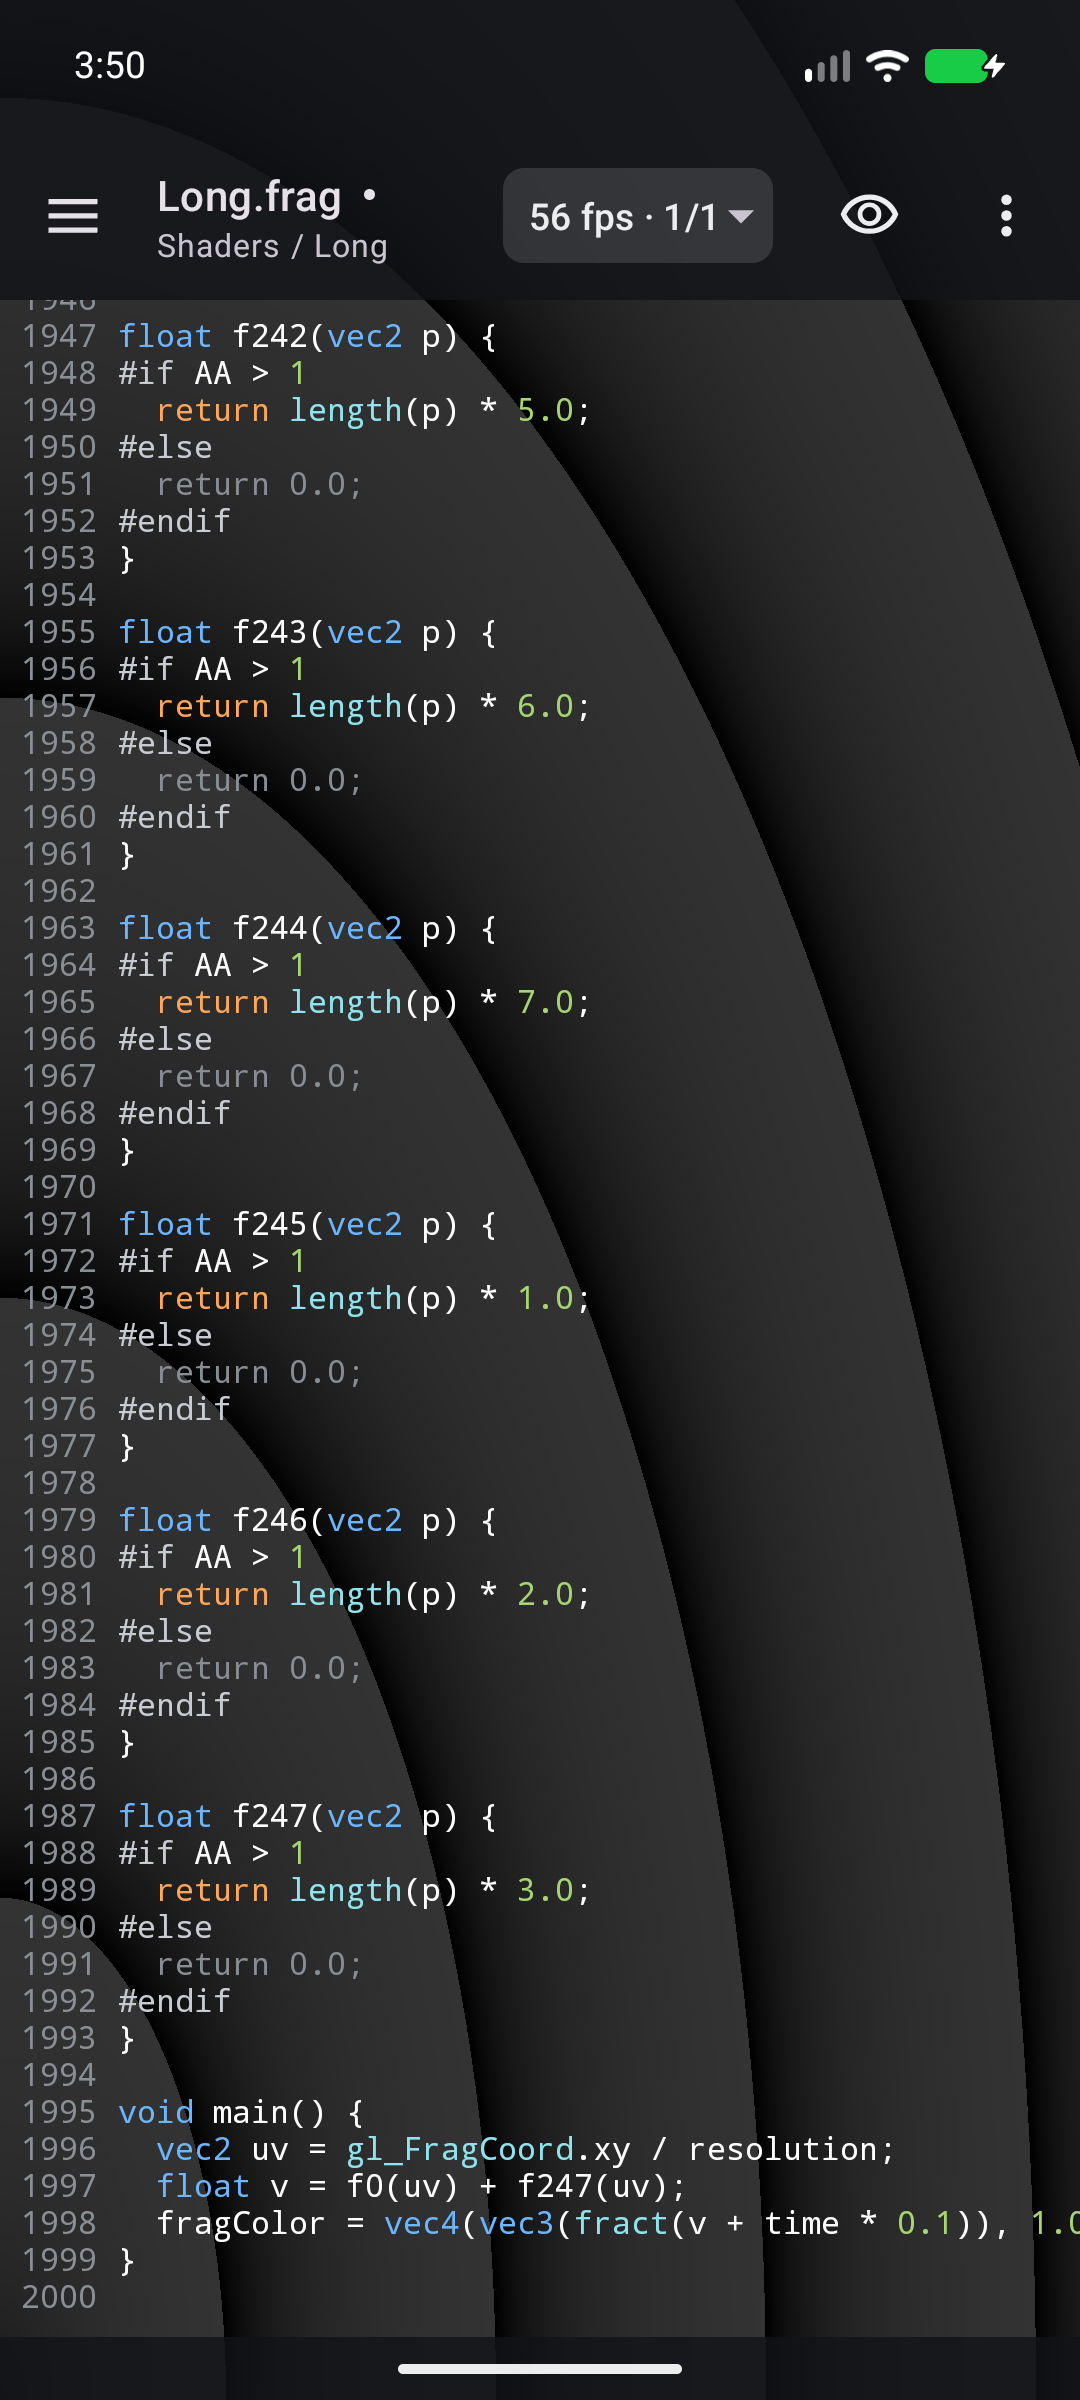 3:50
Long.frag •
Shaders / Long
56 fps · 1/1
1946
1947 float f242(vec2 p) {
1948 #if AA > 1
1949   return length(p) * 5.0;
1950 #else
1951   return 0.0;
1952 #endif
1953 }
1954
1955 float f243(vec2 p) {
1956 #if AA > 1
1957   return length(p) * 6.0;
1958 #else
1959   return 0.0;
1960 #endif
1961 }
1962
1963 float f244(vec2 p) {
1964 #if AA > 1
1965   return length(p) * 7.0;
1966 #else
1967   return 0.0;
1968 #endif
1969 }
1970
1971 float f245(vec2 p) {
1972 #if AA > 1
1973   return length(p) * 1.0;
1974 #else
1975   return 0.0;
1976 #endif
1977 }
1978
1979 float f246(vec2 p) {
1980 #if AA > 1
1981   return length(p) * 2.0;
1982 #else
1983   return 0.0;
1984 #endif
1985 }
1986
1987 float f247(vec2 p) {
1988 #if AA > 1
1989   return length(p) * 3.0;
1990 #else
1991   return 0.0;
1992 #endif
1993 }
1994
1995 void main() {
1996   vec2 uv = gl_FragCoord.xy / resolution;
1997   float v = f0(uv) + f247(uv);
1998   fragColor = vec4(vec3(fract(v + time * 0.1)), 1.0
1999 }
2000